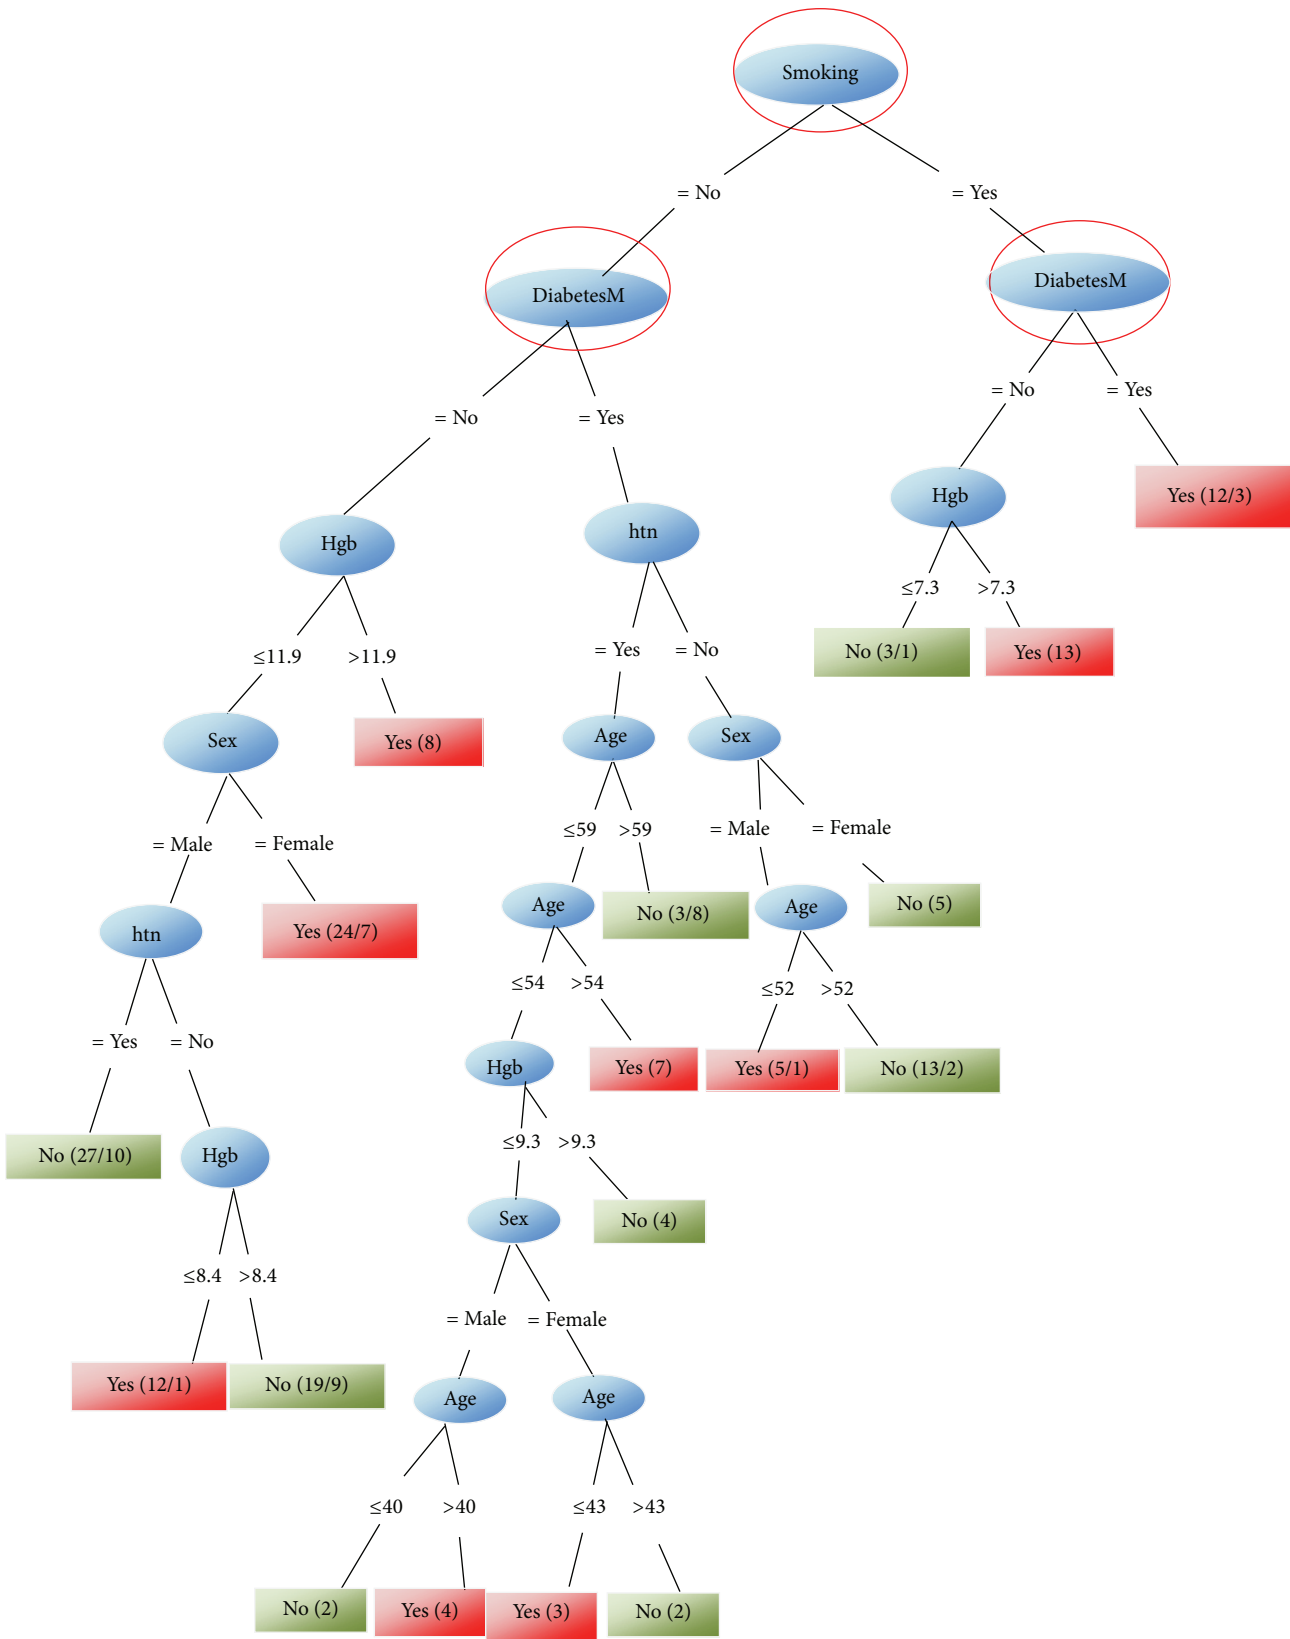 Smoking
= No
= Yes
DiabetesM
DiabetesM
= No
= Yes
= No
= Yes
Hgb
htn
Hgb
Yes (12/3)
≤7.3
>7.3
≤11.9
>11.9
= Yes
= No
No (3/1)
Yes (13)
Sex
Yes (8)
Age
Sex
= Male
= Female
≤59
>59
= Male
= Female
htn
Yes (24/7)
Age
No (3/8)
Age
No (5)
≤54
>54
≤52
>52
= Yes
= No
Hgb
Yes (7)
Yes (5/1)
No (13/2)
No (27/10)
Hgb
≤9.3
>9.3
Sex
No (4)
≤8.4
>8.4
= Male
= Female
Yes (12/1)
No (19/9)
Age
Age
≤40
>40
≤43
>43
No (2)
Yes (4)
Yes (3)
No (2)